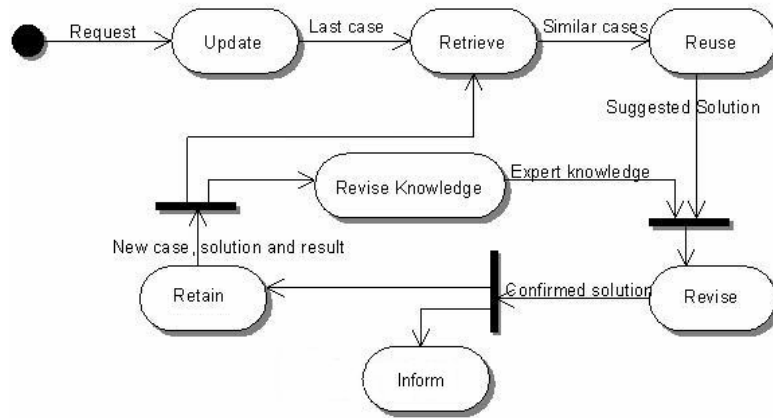 Request
Update
Last case
Retrieve
Similar cases
Reuse
Suggested Solution
Revise Knowledge
Expert knowledge
New case, solution and result
Retain
Confirmed solution
Revise
Inform